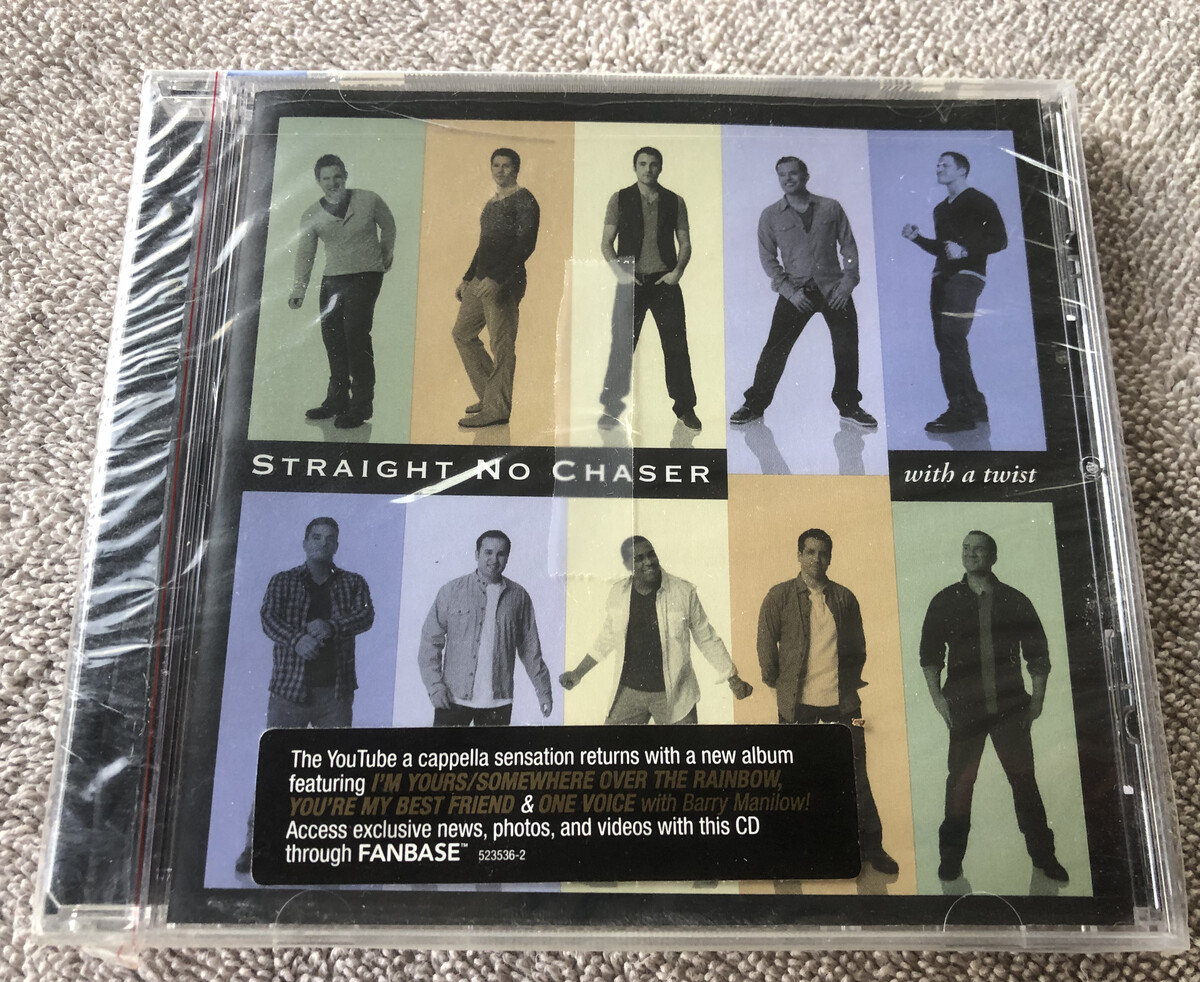 STRAIGHT NO CHASER
with a twist
The YouTube a cappella sensation returns with a new album
featuring I'M YOURS/SOMEWHERE OVER THE RAINBOW,
YOU'RE MY BEST FRIEND & ONE VOICE with Barry Manilow!
Access exclusive news, photos, and videos with this CD
through FANBASE™ 523536-2